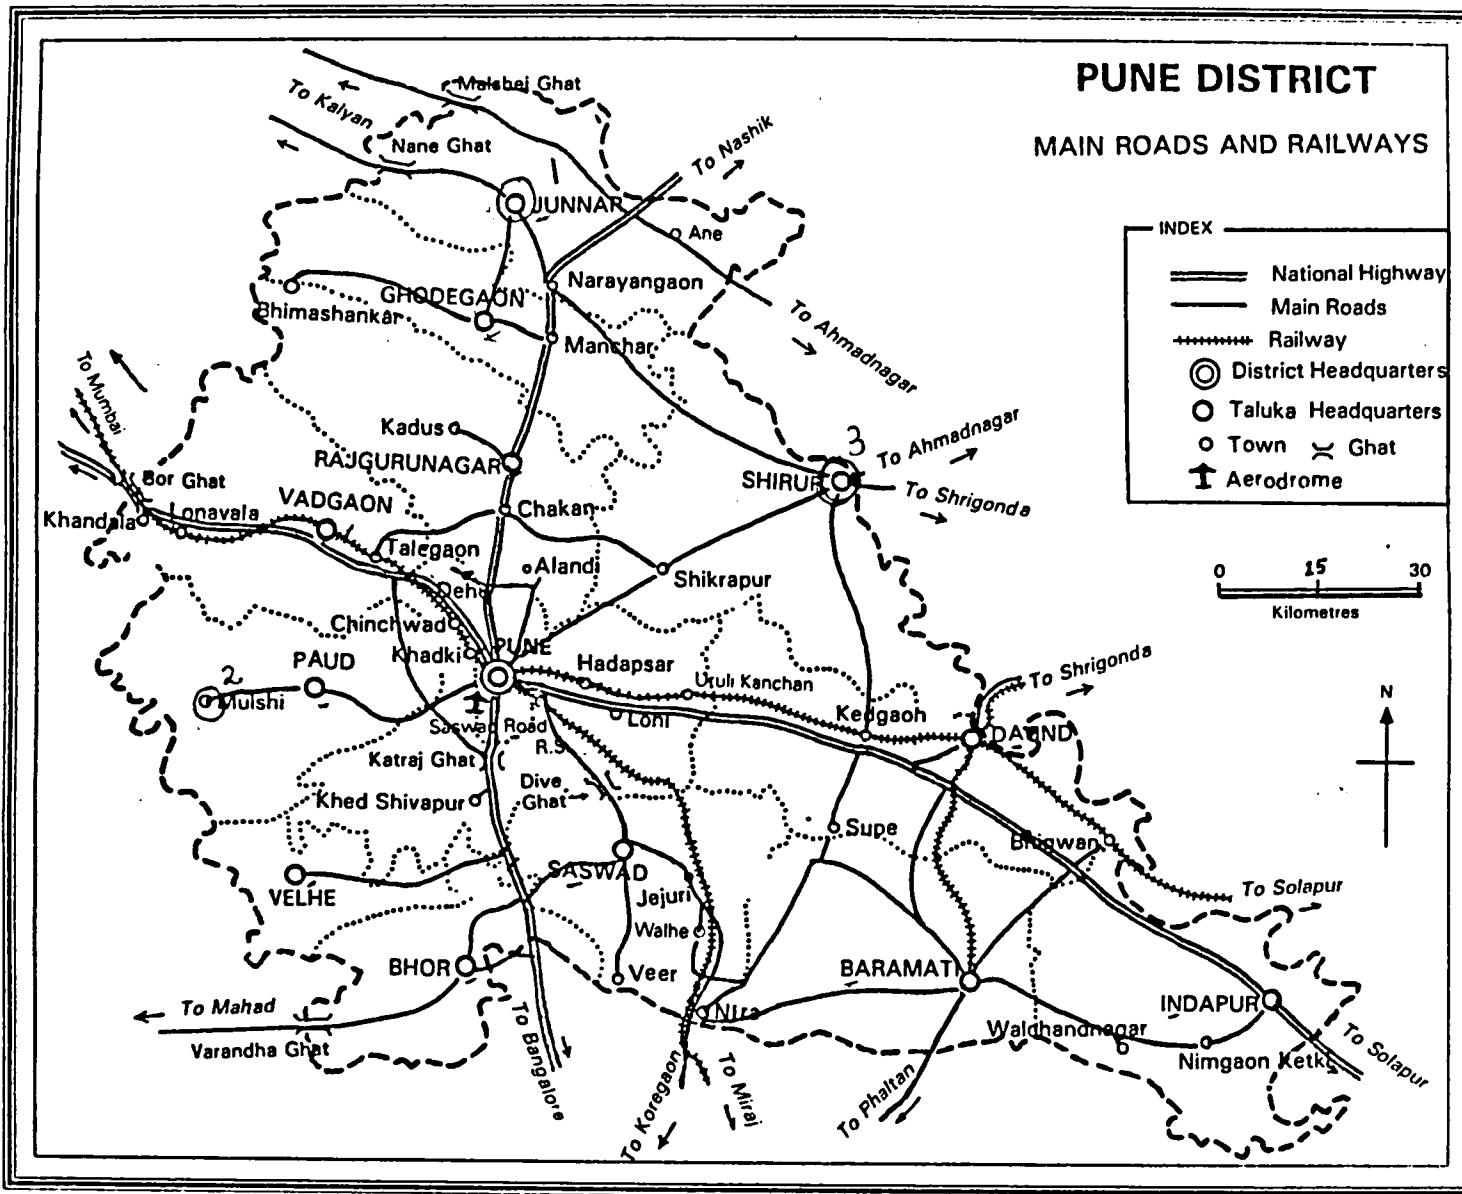 PUNE DISTRICT
MAIN ROADS AND RAILWAYS
INDEX
National Highway
Main Roads
Railway
District Headquarters
Taluka Headquarters
Town
Ghat
Aerodrome
0 15 30
Kilometres
N
Malshej Ghat
To Kalyan
Nane Ghat
To Nashik
JUNNAR
Ane
Narayangaon
GHODEGAON
Bhimashankar
To Ahmadnagar
Manchar
To Mumbai
Kadus
RAJGURUNAGAR
3
To Ahmadnagar
SHIRUR
To Shrigonda
Bor Ghat
VADGAON
Khandala
Lonavala
Chakan
Talegaon
Alandi
Shikrapur
Dehu
Chinchwad
Khadki
PUNE
PAUD
2
Mulshi
Hadapsar
Uruli Kanchan
To Shrigonda
Saswad Road
R.S.
Loni
Kedgaon
DAUND
Katraj Ghat
Dive
Ghat
Khed Shivapur
Supe
Bhigwan
VELHE
SASWAD
Jejuri
To Solapur
Walhe
BHOR
Veer
BARAMATI
To Mahad
Varandha Ghat
Nira
INDAPUR
Walchandnagar
Nimgaon Ketki
To Solapur
To Bangalore
To Koregaon
To Miraj
To Phaltan